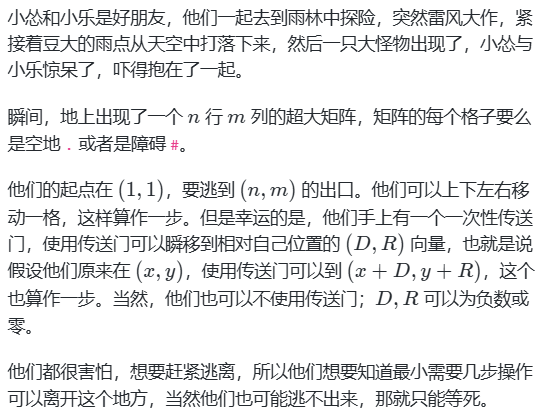 小怂和小乐是好朋友，他们一起去到雨林中探险，突然雷风大作，紧
接着豆大的雨点从天空中打落下来，然后一只大怪物出现了，小怂与
小乐惊呆了，吓得抱在了一起。
瞬间，地上出现了一个 n 行 m 列的超大矩阵，矩阵的每个格子要么
是空地 . 或者是障碍 #。
他们的起点在 (1, 1)，要逃到 (n, m) 的出口。他们可以上下左右移
动一格，这样算作一步。但是幸运的是，他们手上有一个一次性传送
门，使用传送门可以瞬移到相对自己位置的 (D, R) 向量，也就是说
假设他们原来在 (x, y)，使用传送门可以到 (x + D, y + R)，这个
也算作一步。当然，他们也可以不使用传送门；D, R 可以为负数或
零。
他们都很害怕，想要赶紧逃离，所以他们想要知道最小需要几步操作
可以离开这个地方，当然他们也可能逃不出来，那就只能等死。